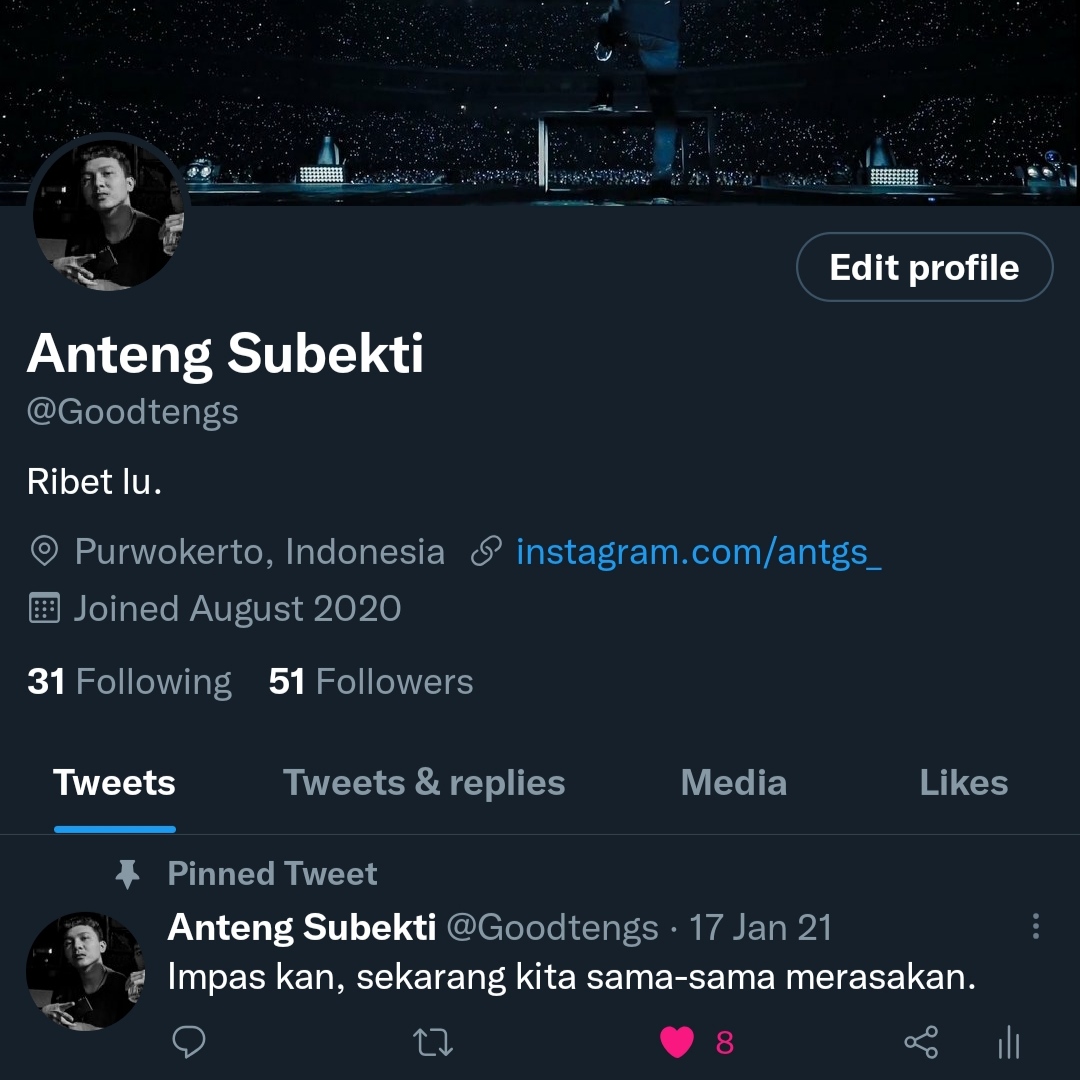 Edit profile
Anteng Subekti
@Goodtengs
Ribet lu.
Purwokerto, Indonesia instagram.com/antgs_
Joined August 2020
31 Following 51 Followers
Tweets Tweets & replies Media Likes
Pinned Tweet
Anteng Subekti @Goodtengs · 17 Jan 21
Impas kan, sekarang kita sama-sama merasakan.
8